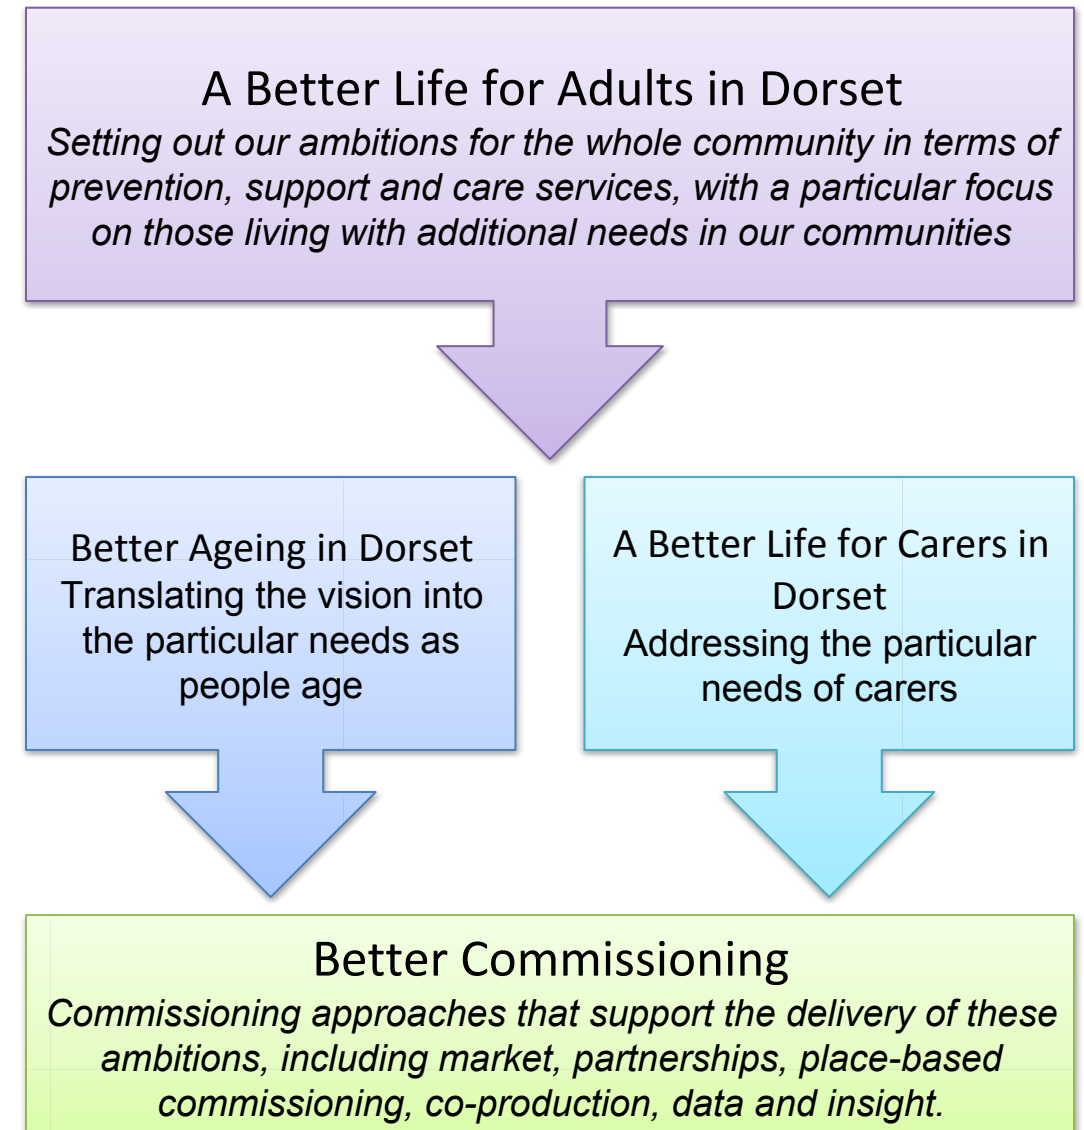 A Better Life for Adults in Dorset
Setting out our ambitions for the whole community in terms of
prevention, support and care services, with a particular focus
on those living with additional needs in our communities
Better Ageing in Dorset
Translating the vision into
the particular needs as
people age
A Better Life for Carers in
Dorset
Addressing the particular
needs of carers
Better Commissioning
Commissioning approaches that support the delivery of these
ambitions, including market, partnerships, place-based
commissioning, co-production, data and insight.